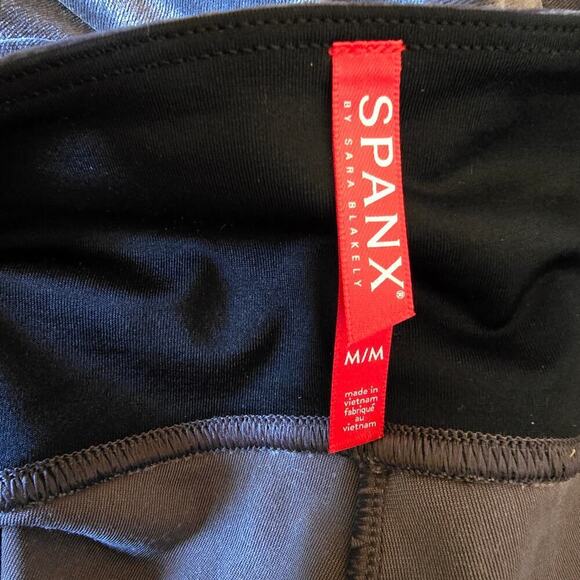 SPANX®
BY SARA BLAKELY
M/M
made in
vietnam
fabriqué
au
vietnam